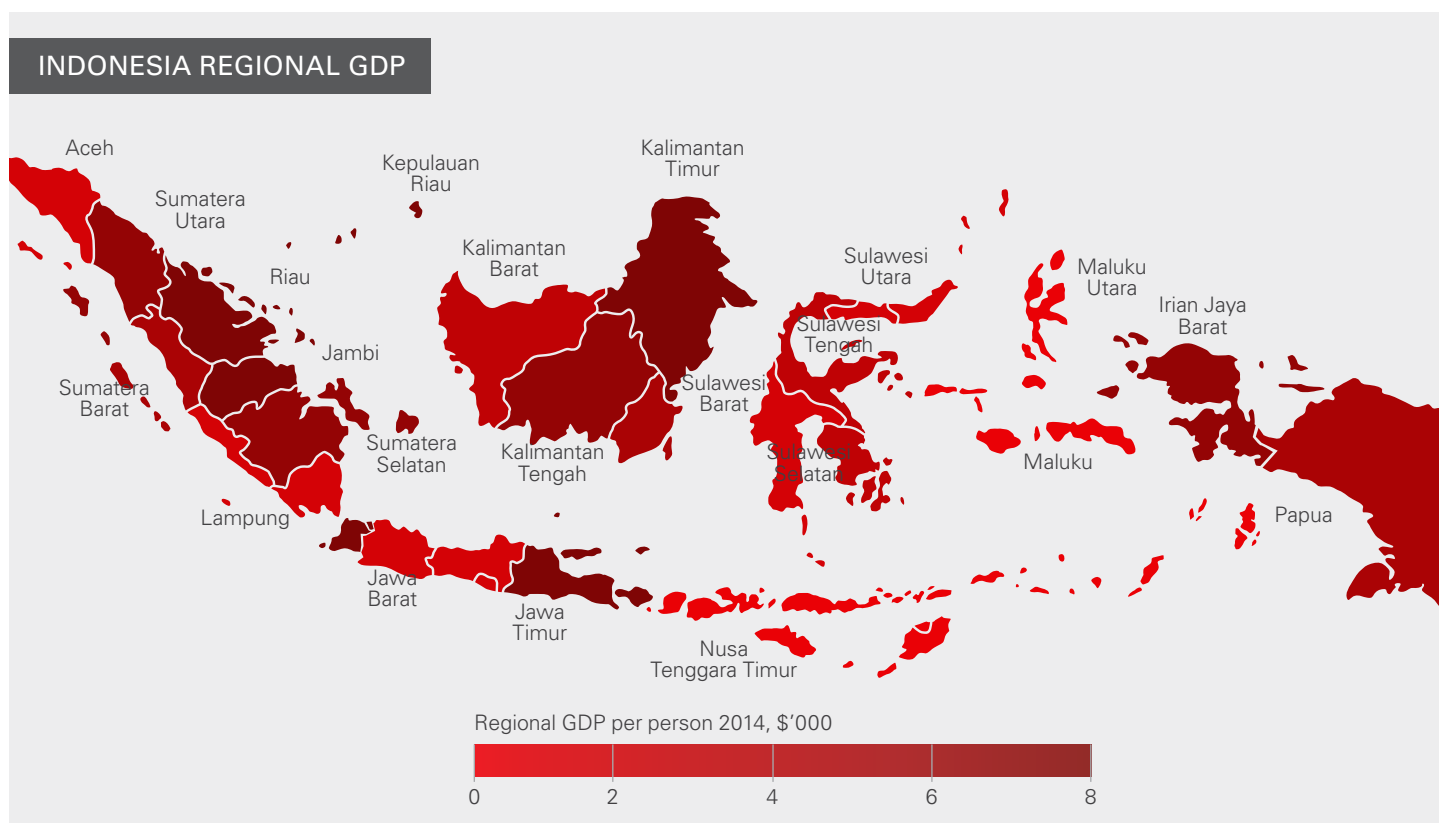 INDONESIA REGIONAL GDP
Aceh
Sumatera
Utara
Kepulauan
Riau
Kalimantan
Timur
Riau
Kalimantan
Barat
Sulawesi
Utara
Maluku
Utara
Irian Jaya
Barat
Sulawesi
Tengah
Jambi
Sumatera
Barat
Sulawesi
Barat
Sumatera
Selatan
Kalimantan
Tengah
Sulawesi
Selatan
Maluku
Lampung
Papua
Jawa
Barat
Jawa
Timur
Nusa
Tenggara Timur
Regional GDP per person 2014, $’000
0 2 4 6 8